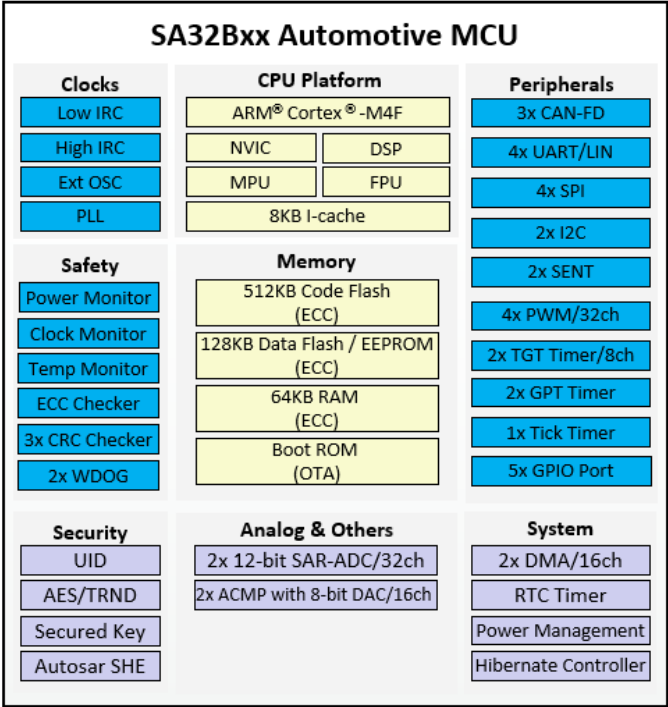 SA32Bxx Automotive MCU
Clocks
Low IRC
High IRC
Ext OSC
PLL
CPU Platform
ARM® Cortex®-M4F
NVIC
DSP
MPU
FPU
8KB I-cache
Peripherals
3x CAN-FD
4x UART/LIN
4x SPI
2x I2C
2x SENT
4x PWM/32ch
2x TGT Timer/8ch
2x GPT Timer
1x Tick Timer
5x GPIO Port
Safety
Power Monitor
Clock Monitor
Temp Monitor
ECC Checker
3x CRC Checker
2x WDOG
Memory
512KB Code Flash
(ECC)
128KB Data Flash / EEPROM
(ECC)
64KB RAM
(ECC)
Boot ROM
(OTA)
Security
UID
AES/TRND
Secured Key
Autosar SHE
Analog & Others
2x 12-bit SAR-ADC/32ch
2x ACMP with 8-bit DAC/16ch
System
2x DMA/16ch
RTC Timer
Power Management
Hibernate Controller